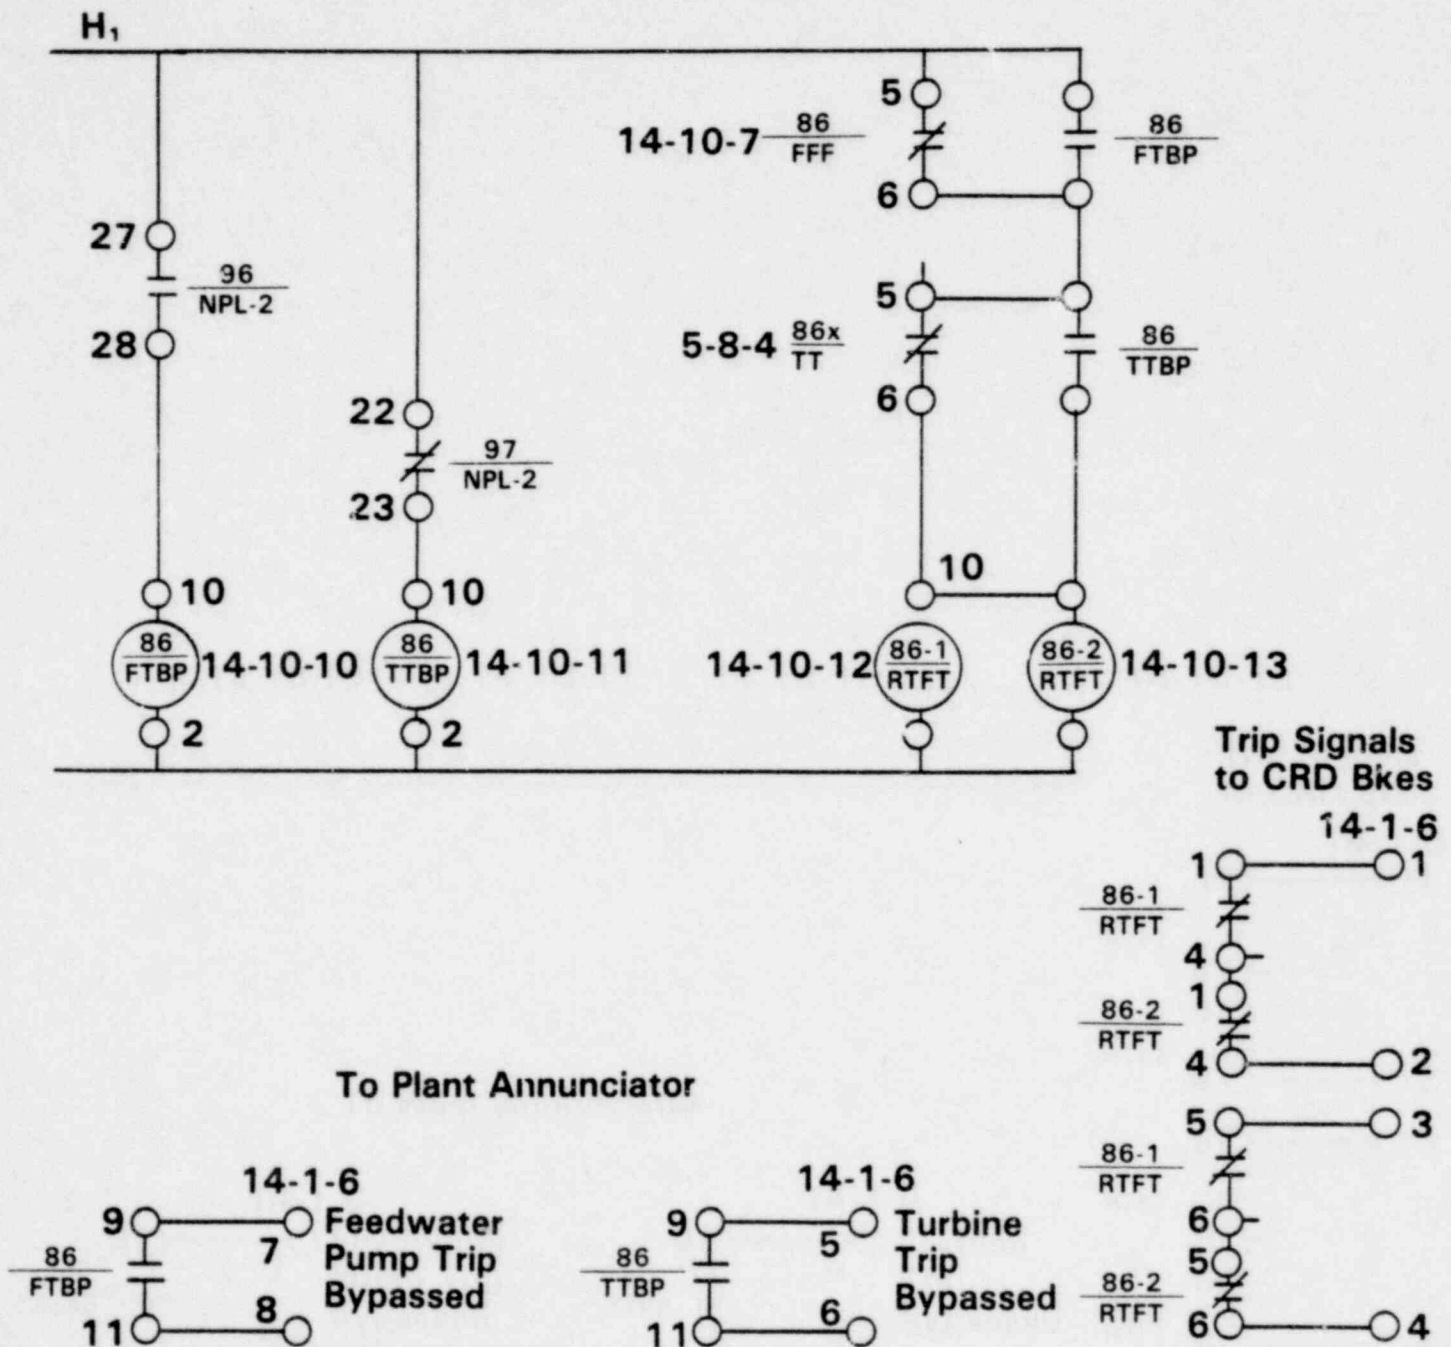 H₁
5
14-10-7 86 FFF
86 FTBP
6
27
96 NPL-2
28
5
5-8-4 86x TT
86 TTBP
6
22
97 NPL-2
23
10
10
10
86 FTBP 14-10-10
86 TTBP 14-10-11
14-10-12 86-1 RTFT
86-2 RTFT 14-10-13
2
2
Trip Signals
to CRD Bkes
14-1-6
1 1
86-1 RTFT
4
1
86-2 RTFT
4 2
5 3
86-1 RTFT
6
5
86-2 RTFT
6 4
To Plant Annunciator
14-1-6
9 7 Feedwater
Pump Trip
Bypassed
86 FTBP
11 8
14-1-6
9 5 Turbine
Trip
Bypassed
86 TTBP
11 6